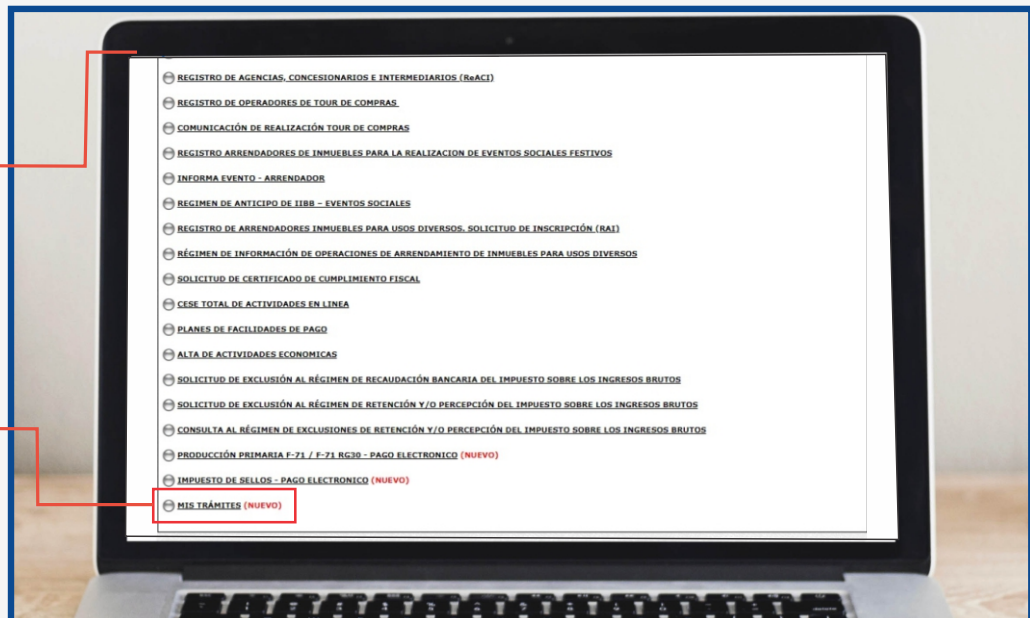 REGISTRO DE AGENCIAS, CONCESIONARIOS E INTERMEDIARIOS (ReACI)
REGISTRO DE OPERADORES DE TOUR DE COMPRAS
COMUNICACIÓN DE REALIZACIÓN TOUR DE COMPRAS
REGISTRO ARRENDADORES DE INMUEBLES PARA LA REALIZACION DE EVENTOS SOCIALES FESTIVOS
INFORMA EVENTO - ARRENDADOR
REGIMEN DE ANTICIPO DE IIBB – EVENTOS SOCIALES
REGISTRO DE ARRENDADORES INMUEBLES PARA USOS DIVERSOS. SOLICITUD DE INSCRIPCIÓN (RAI)
RÉGIMEN DE INFORMACIÓN DE OPERACIONES DE ARRENDAMIENTO DE INMUEBLES PARA USOS DIVERSOS
SOLICITUD DE CERTIFICADO DE CUMPLIMIENTO FISCAL
CESE TOTAL DE ACTIVIDADES EN LINEA
PLANES DE FACILIDADES DE PAGO
ALTA DE ACTIVIDADES ECONOMICAS
SOLICITUD DE EXCLUSIÓN AL RÉGIMEN DE RECAUDACIÓN BANCARIA DEL IMPUESTO SOBRE LOS INGRESOS BRUTOS
SOLICITUD DE EXCLUSIÓN AL RÉGIMEN DE RETENCIÓN Y/O PERCEPCIÓN DEL IMPUESTO SOBRE LOS INGRESOS BRUTOS
CONSULTA AL RÉGIMEN DE EXCLUSIONES DE RETENCIÓN Y/O PERCEPCIÓN DEL IMPUESTO SOBRE LOS INGRESOS BRUTOS
PRODUCCIÓN PRIMARIA F-71 / F-71 RG30 - PAGO ELECTRONICO (NUEVO)
IMPUESTO DE SELLOS - PAGO ELECTRONICO (NUEVO)
MIS TRÁMITES (NUEVO)